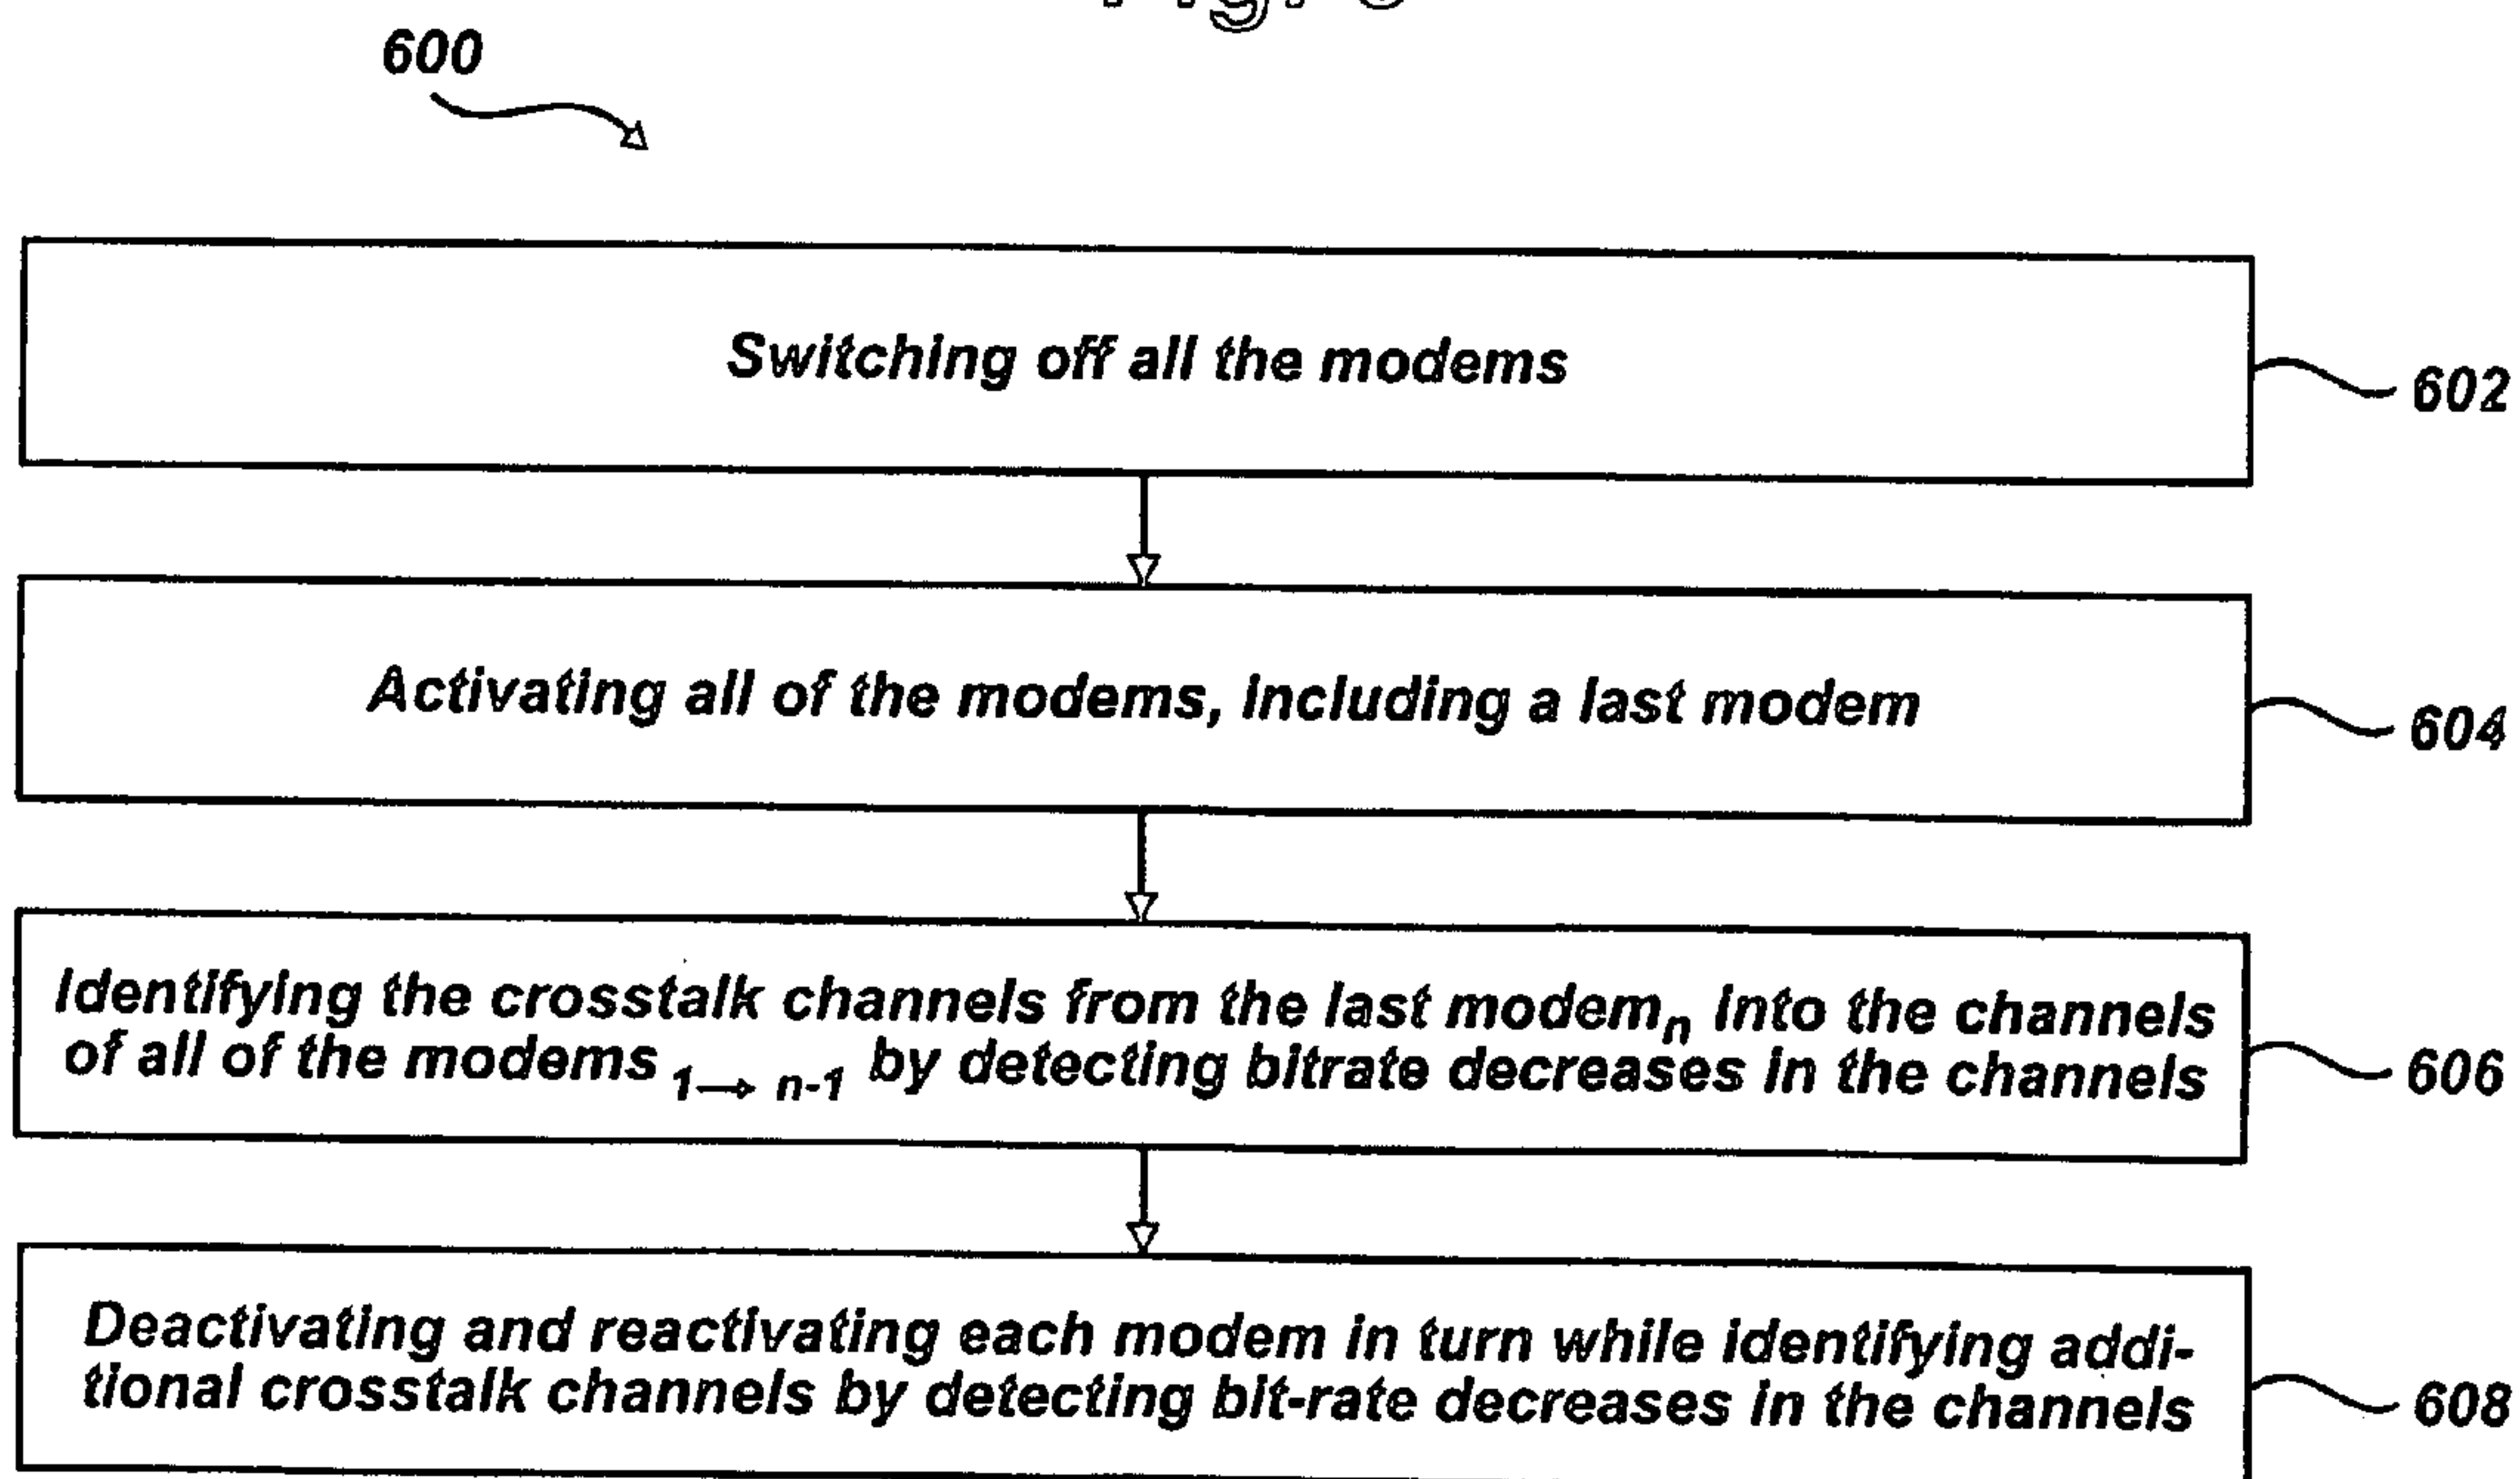 600
Switching off all the modems
602
Activating all of the modems, including a last modem
604
Identifying the crosstalk channels from the last modem n into the channels
of all of the modems 1→ n-1 by detecting bitrate decreases in the channels
606
Deactivating and reactivating each modem in turn while identifying addi-
tional crosstalk channels by detecting bit-rate decreases in the channels
608